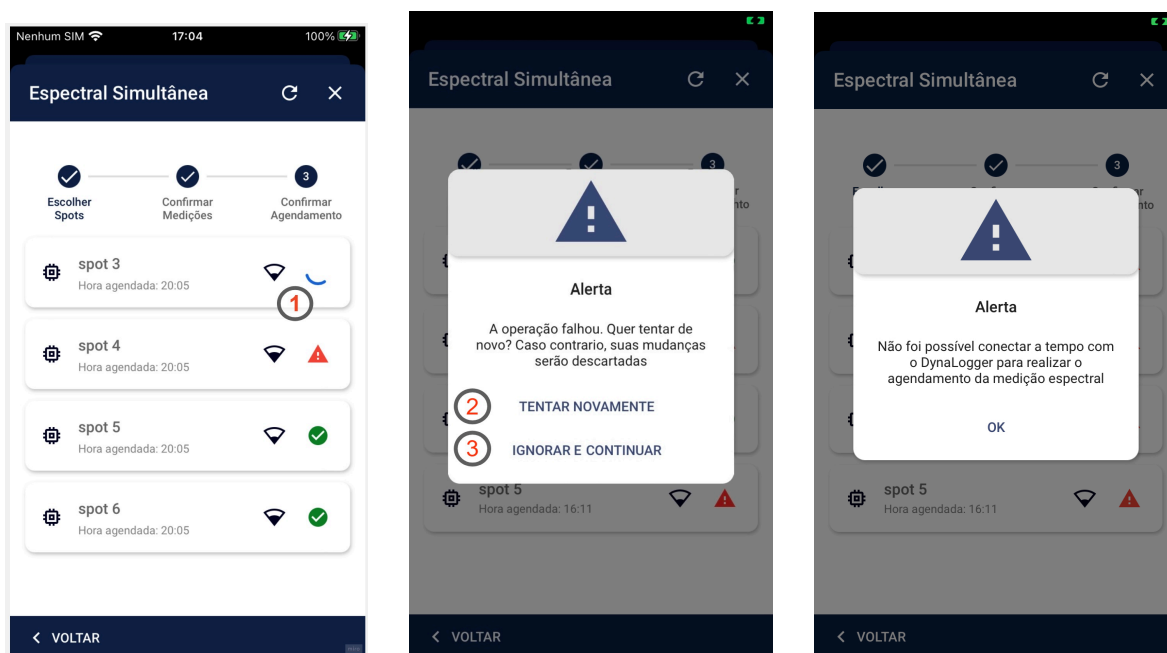 Nenhum SIM 17:04 100%
Espectral Simultânea
3
Escolher
Spots
Confirmar
Medições
Confirmar
Agendamento
spot 3
Hora agendada: 20:05
1
spot 4
Hora agendada: 20:05
spot 5
Hora agendada: 20:05
spot 6
Hora agendada: 20:05
VOLTAR
Espectral Simultânea
3
Alerta
A operação falhou. Quer tentar de
novo? Caso contrario, suas mudanças
serão descartadas
2 TENTAR NOVAMENTE
3 IGNORAR E CONTINUAR
spot 5
Hora agendada: 16:11
VOLTAR
Espectral Simultânea
3
Alerta
Não foi possível conectar a tempo com
o DynaLogger para realizar o
agendamento da medição espectral
OK
spot 5
Hora agendada: 16:11
VOLTAR